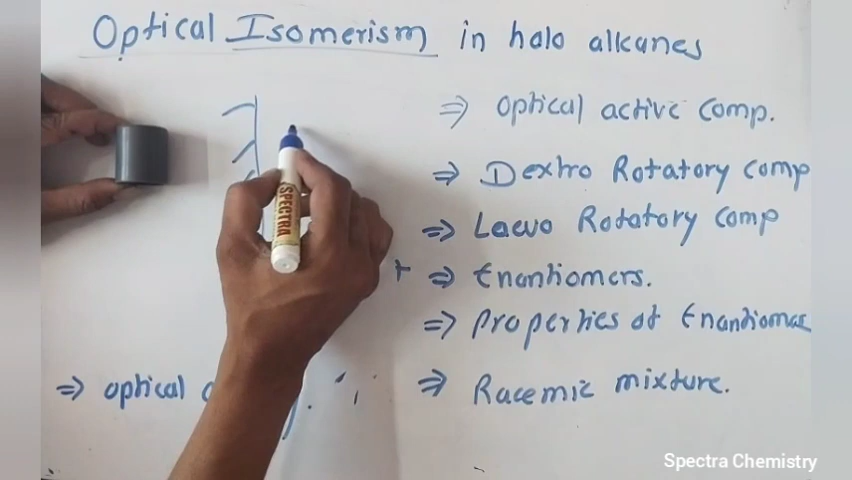 Optical Isomerism in halo alkanes
⇒ Optical active Comp.
⇒ Dextro Rotatory comp
⇒ Laevo Rotatory Comp
⇒ Enantiomers.
⇒ Properties of Enantiomers
⇒ Racemic mixture.
⇒ optical
SPECTRA
Spectra Chemistry